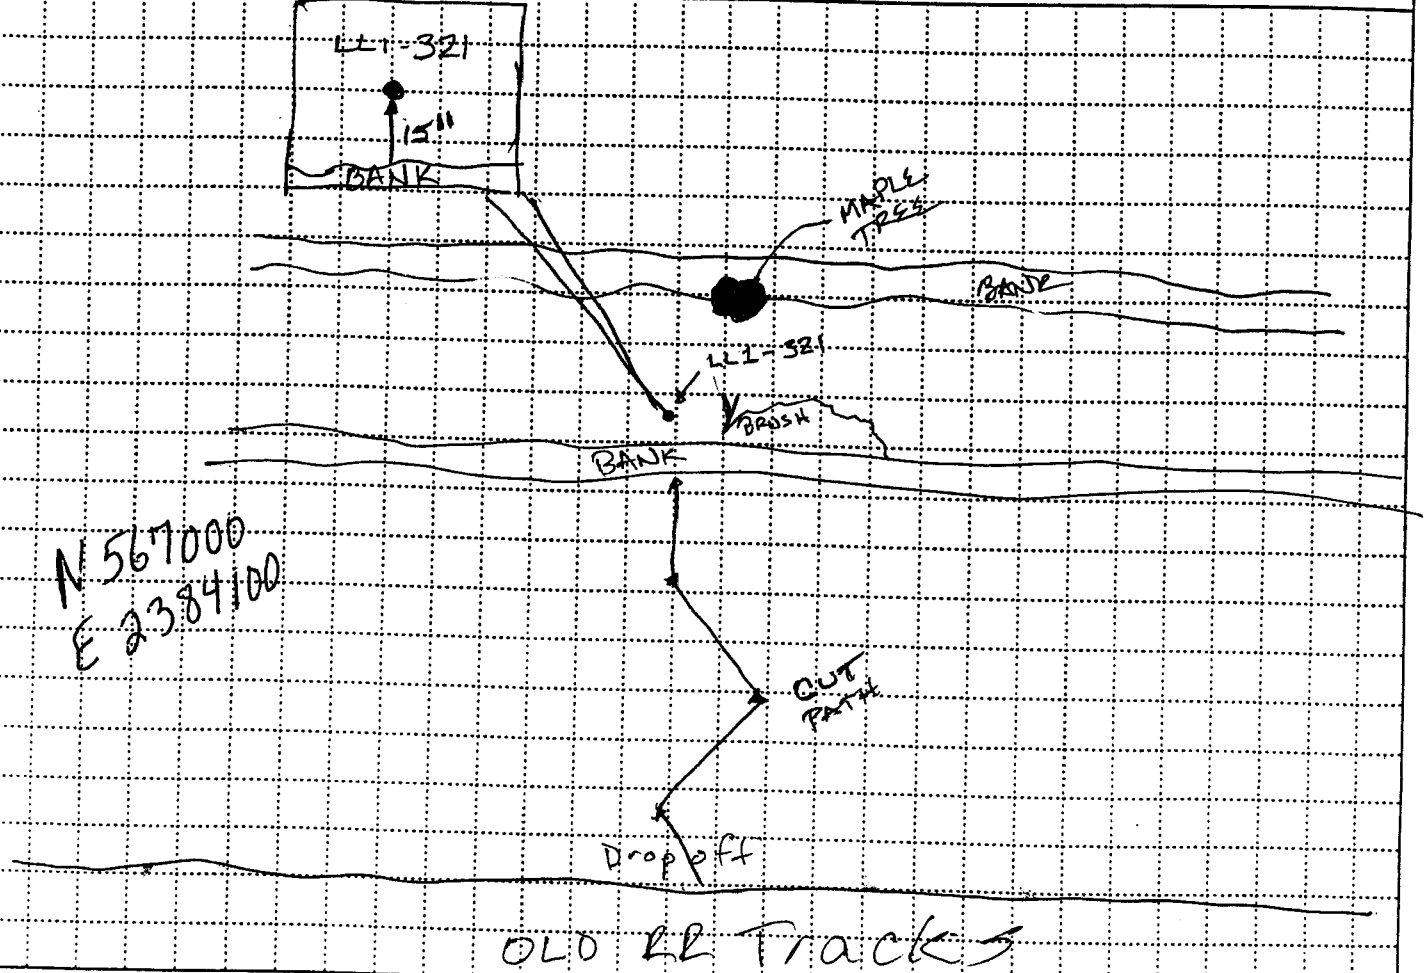 LL1-321
15"
BANK
MAPLE
TREE
BANK
LL1-321
BRUSH
BANK
N 567000
E 2384100
CUT
PATH
Drop off
OLD RR Tracks